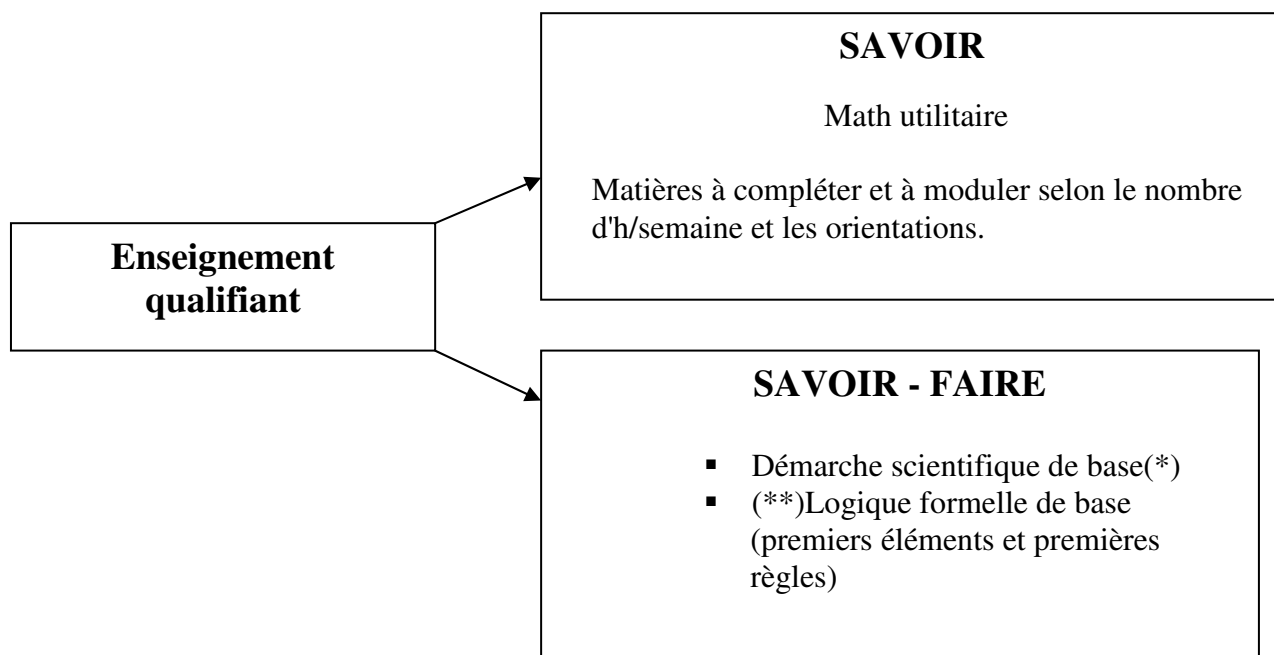 SAVOIR
Math utilitaire
Matières à compléter et à moduler selon le nombre
d'h/semaine et les orientations.
Enseignement
qualifiant
SAVOIR - FAIRE
▪ Démarche scientifique de base(*)
▪ (**)Logique formelle de base
(premiers éléments et premières
règles)